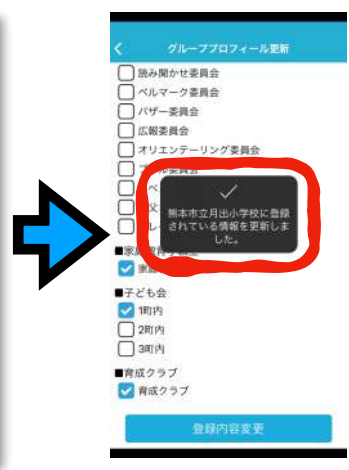 グループプロフィール更新
読み聞かせ委員会
ベルマーク委員会
バザー委員会
広報委員会
オリエンテーリング委員会
熊本市立月出小学校に登録
されている情報を更新しま
した。
■子ども会
1町内
2町内
3町内
■育成クラブ
育成クラブ
登録内容変更